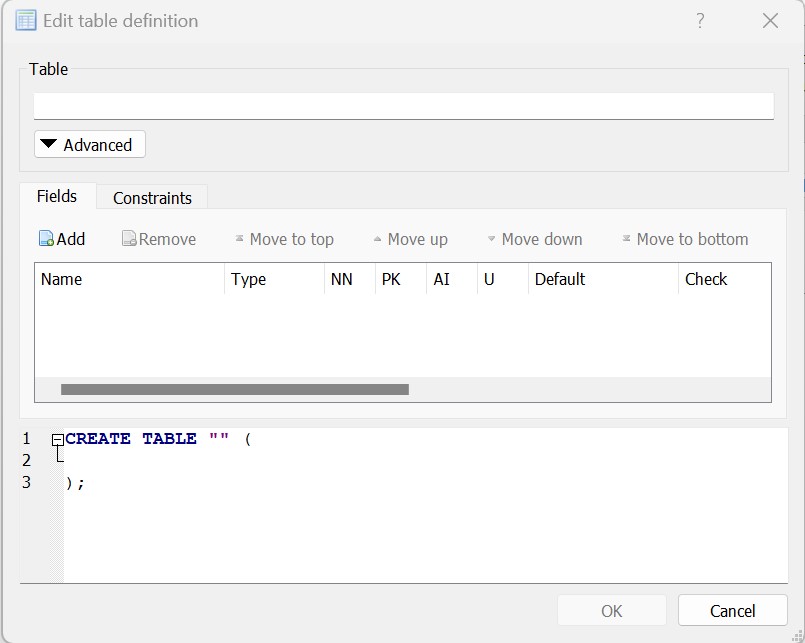 Edit table definition ?
Table
Advanced
Fields Constraints
Add Remove Move to top Move up Move down Move to bottom
Name Type NN PK AI U Default Check
1 CREATE TABLE "" (
2
3 );
OK Cancel